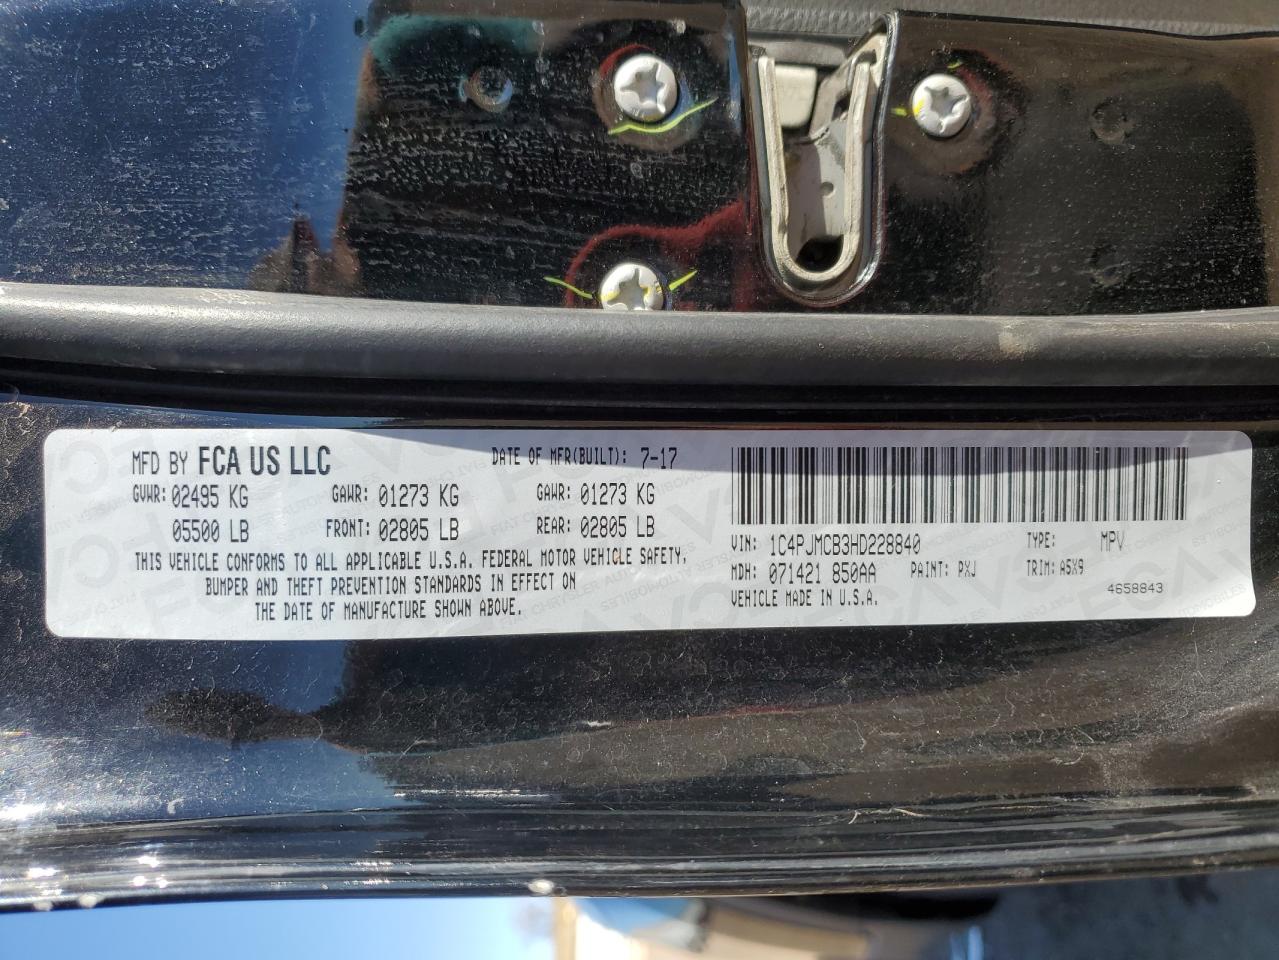 MFD BY FCA US LLC DATE OF MFR(BUILT): 7-17
GVWR: 02495 KG GAWR: 01273 KG GAWR: 01273 KG
05500 LB FRONT: 02805 LB REAR: 02805 LB
THIS VEHICLE CONFORMS TO ALL APPLICABLE U.S.A. FEDERAL MOTOR VEHICLE SAFETY,
BUMPER AND THEFT PREVENTION STANDARDS IN EFFECT ON
THE DATE OF MANUFACTURE SHOWN ABOVE.
VIN: 1C4PJMCB3HD228840 TYPE: MPV
MDH: 071421 850AA PAINT: PXJ TRIM: A5X9
VEHICLE MADE IN U.S.A. 4658843